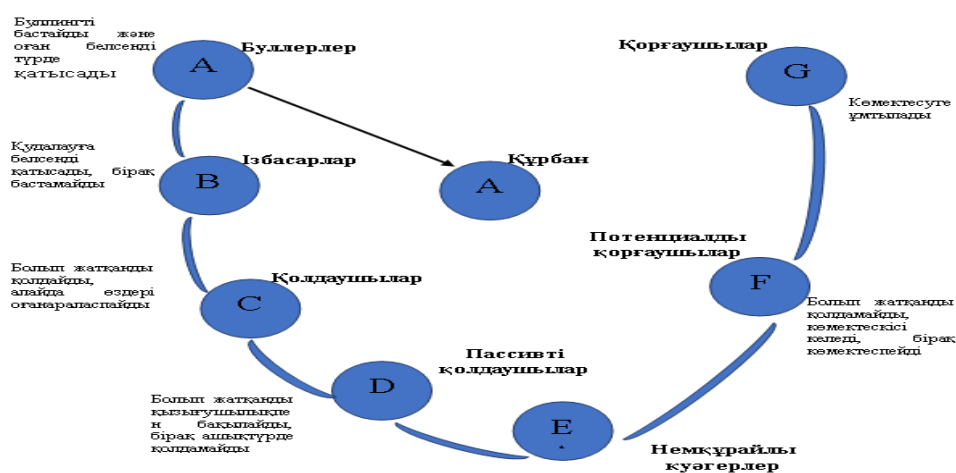 Буллингті
бастайды және
оған белсенді
түрде
қатысады
A
Буллерлер
Қудалауға
белсенді
қатысады, бірақ
бастамайды
B
Ізбасарлар
A
Құрбан
Болып жатқанды
қолдайды,
алайда өздері
оғанараласпайды
C
Қолдаушылар
Болып жатқанды
қызығушылықпе
н бақылайды,
бірақ ашықтүрде
қолдамайды
D
Пассивті
қолдаушылар
E
Немқұрайлы
куәгерлер
Потенциалды
қорғаушылар
F
Болып жатқанды
қолдамайды,
көмектескісі
келеді, бірақ
көмектеспейді
Қорғаушылар
G
Көмектесуге
ұмтылады